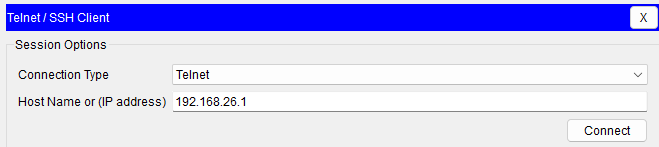 Telnet / SSH Client X
Session Options
Connection Type Telnet
Host Name or (IP address) 192.168.26.1
Connect